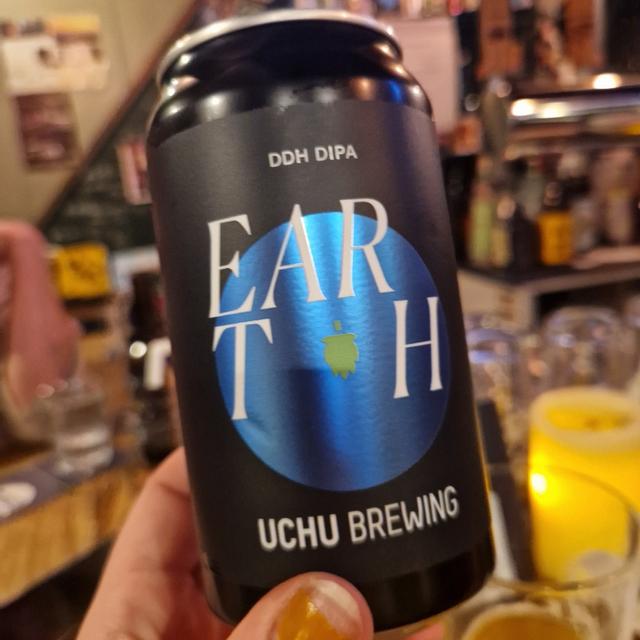 DDH DIPA
EAR
T H
UCHU BREWING